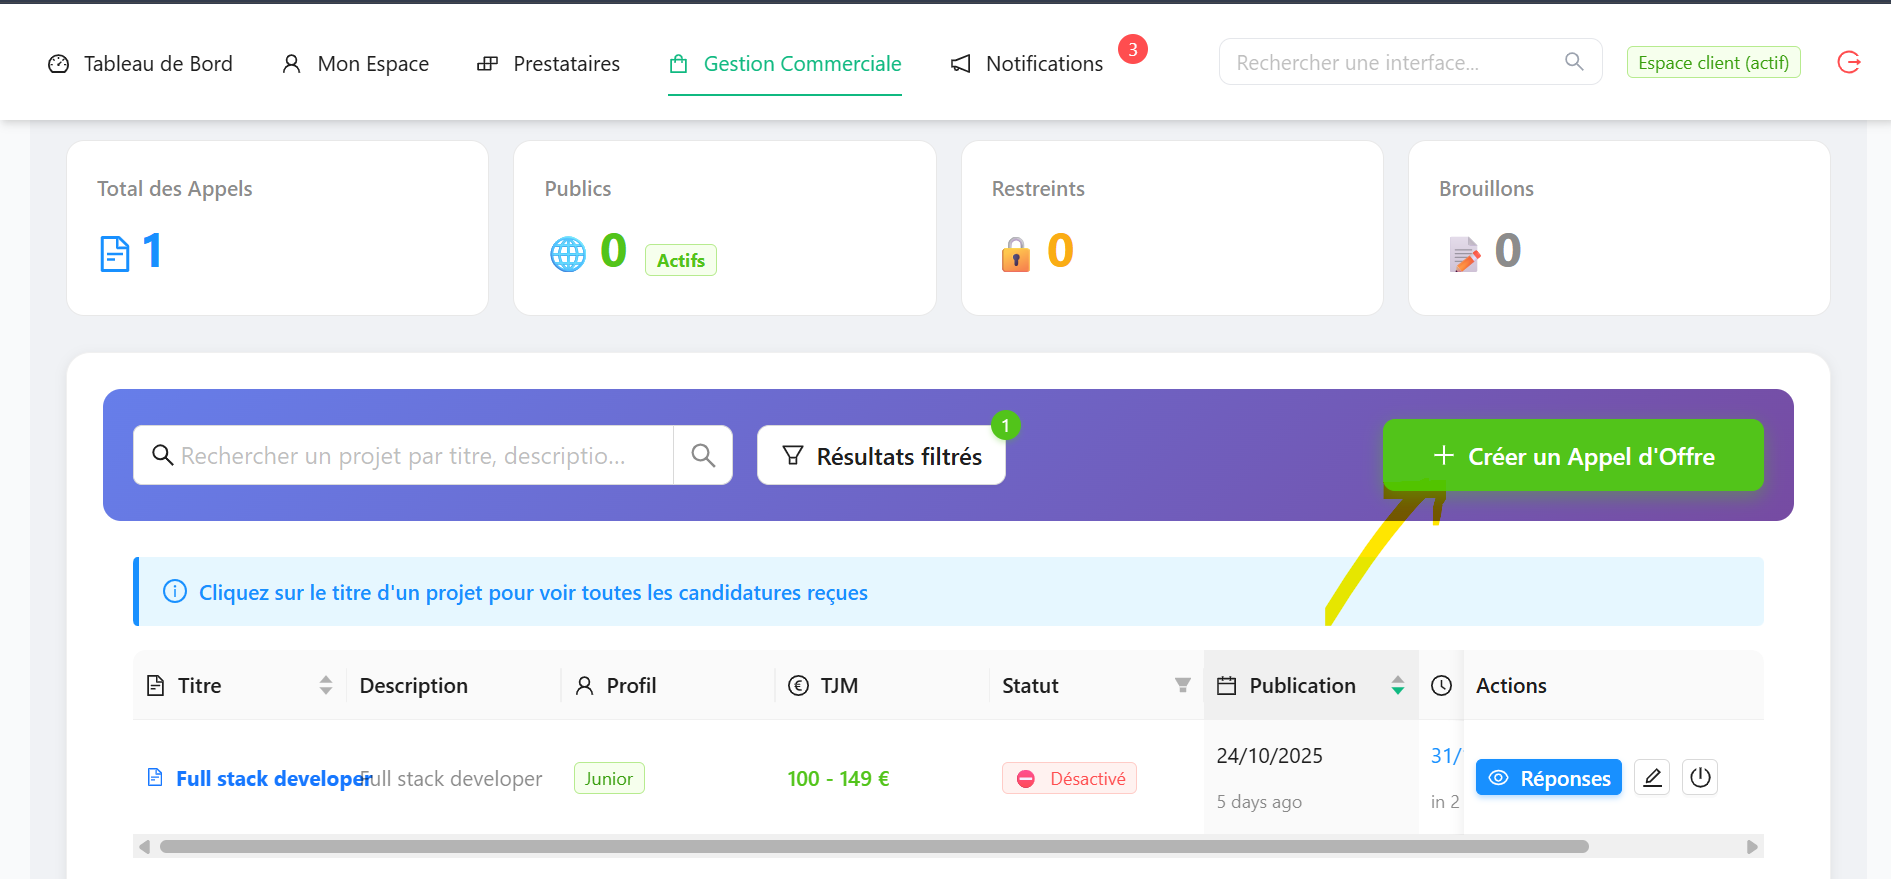 Tableau de Bord
Mon Espace
Prestataires
Gestion Commerciale
Notifications
3
Rechercher une interface...
Espace client (actif)
Total des Appels
1
Publics
0 Actifs
Restreints
0
Brouillons
0
Rechercher un projet par titre, descriptio...
Résultats filtrés
1
+ Créer un Appel d'Offre
Cliquez sur le titre d'un projet pour voir toutes les candidatures reçues
Titre Description Profil TJM Statut Publication Actions
Full stack developer Full stack developer Junior 100 - 149 € Désactivé 24/10/2025 31/ Réponses
5 days ago in 2